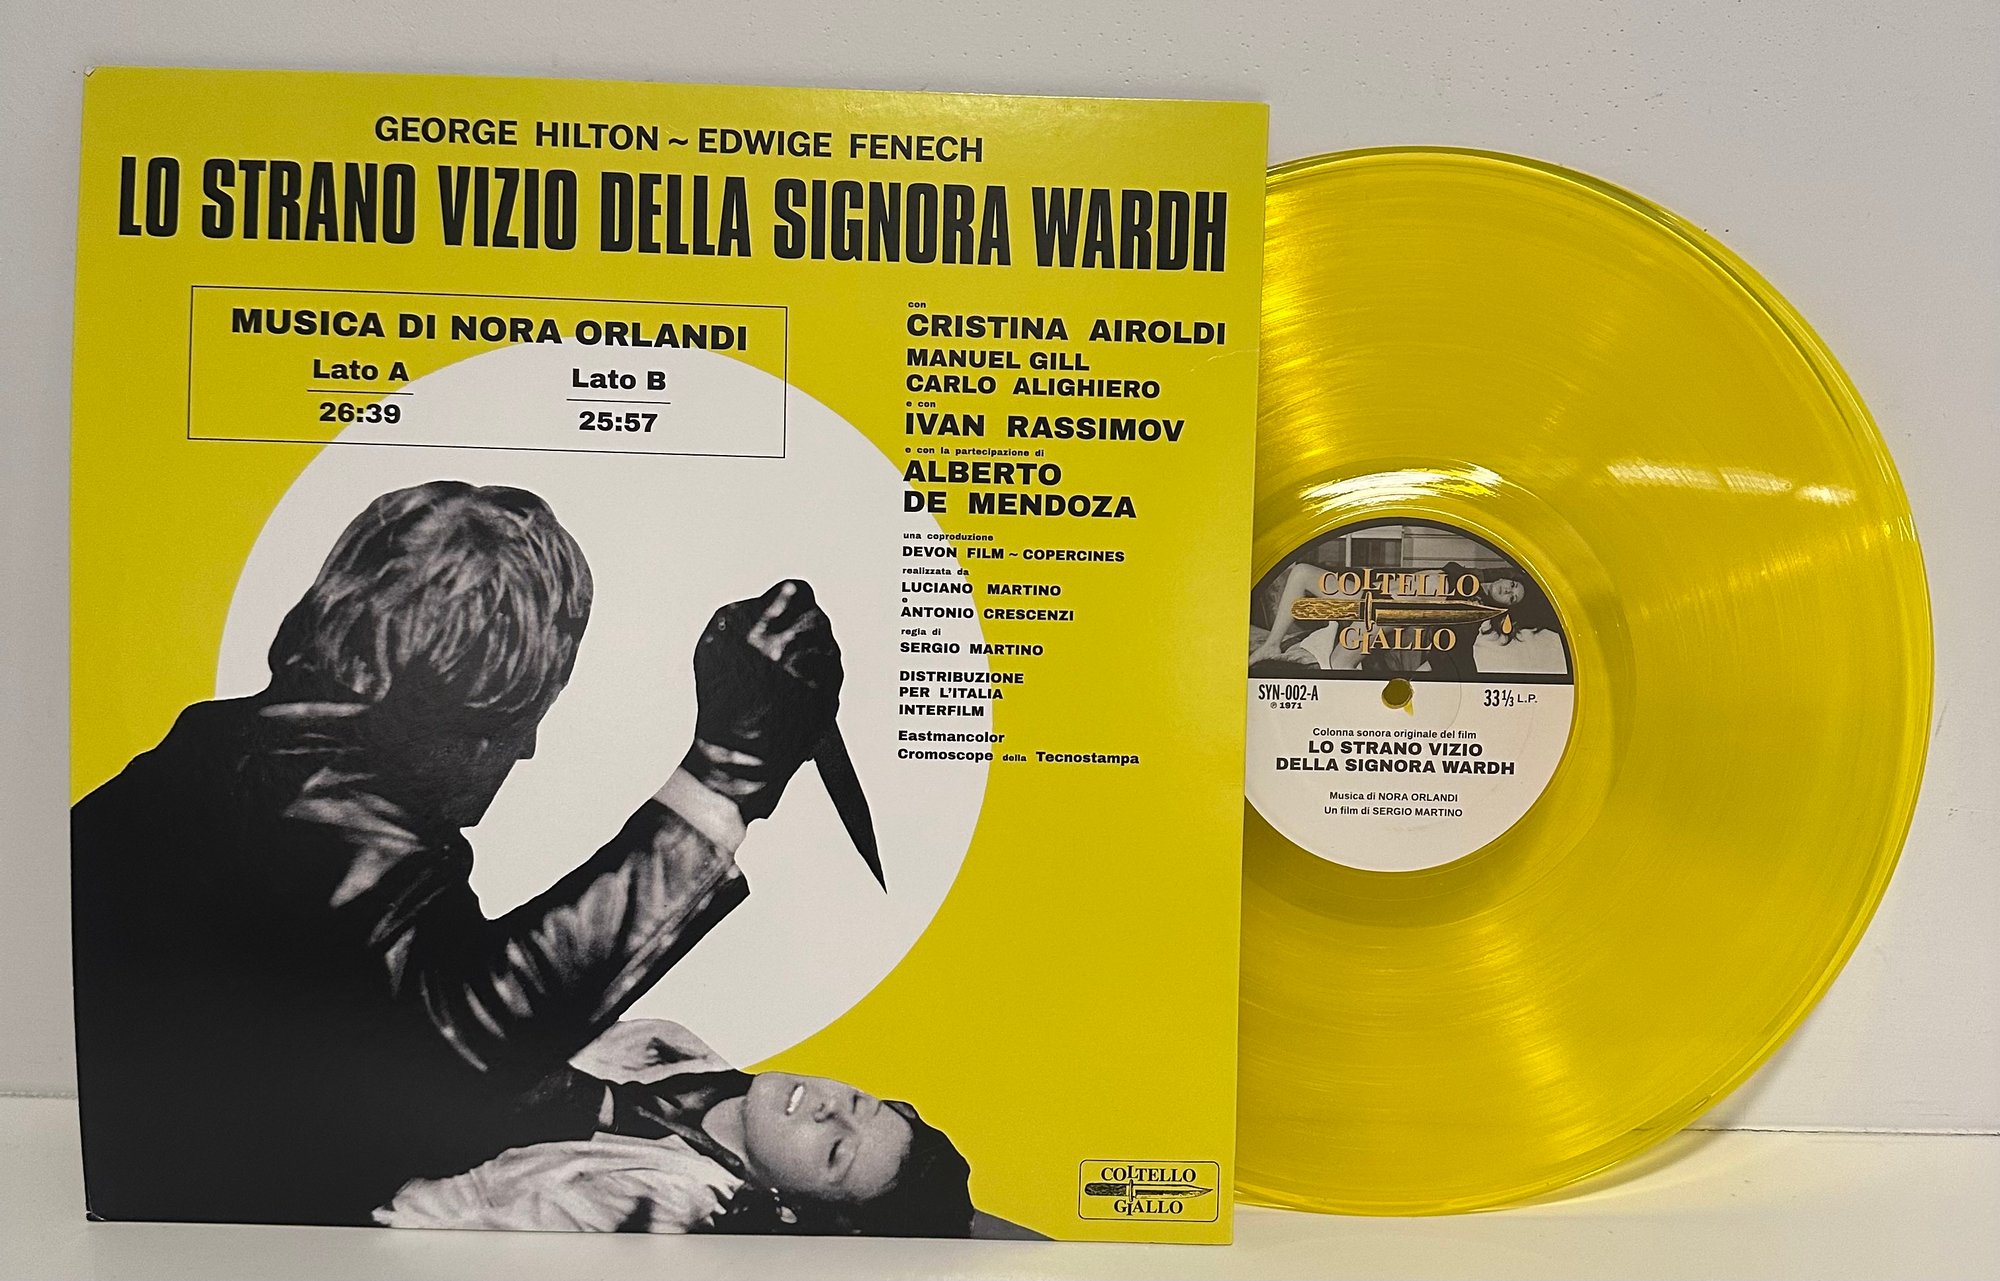 GEORGE HILTON ~ EDWIGE FENECH
LO STRANO VIZIO DELLA SIGNORA WARDH
MUSICA DI NORA ORLANDI
Lato A
26:39
Lato B
25:57
con
CRISTINA AIROLDI
MANUEL GILL
CARLO ALIGHIERO
e con
IVAN RASSIMOV
e con la partecipazione di
ALBERTO
DE MENDOZA
una coproduzione
DEVON FILM ~ COPERCINES
realizzata da
LUCIANO MARTINO
e
ANTONIO CRESCENZI
regia di
SERGIO MARTINO
DISTRIBUZIONE
PER L'ITALIA
INTERFILM
Eastmancolor
Cromoscope della Tecnostampa
COLTELLO
GIALLO
COLTELLO
GIALLO
SYN-002-A
℗ 1971
33⅓ L.P.
Colonna sonora originale del film
LO STRANO VIZIO
DELLA SIGNORA WARDH
Musica di NORA ORLANDI
Un film di SERGIO MARTINO